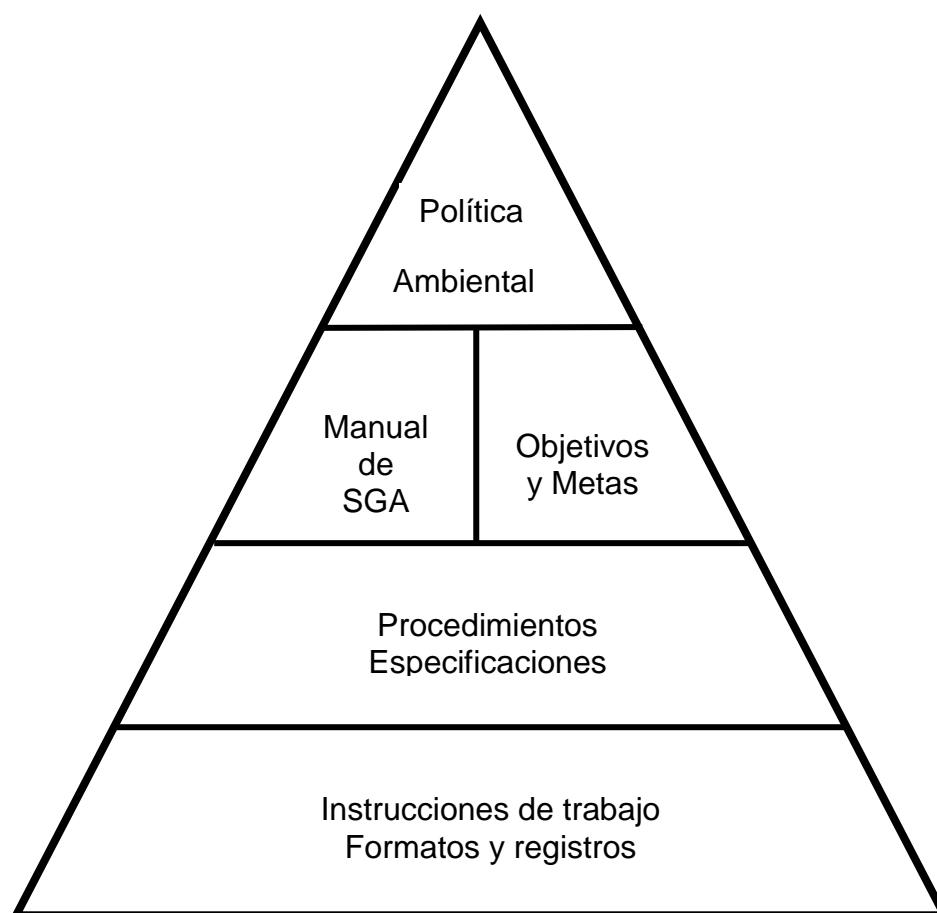 Política
Ambiental
Manual
de
SGA
Objetivos
y Metas
Procedimientos
Especificaciones
Instrucciones de trabajo
Formatos y registros